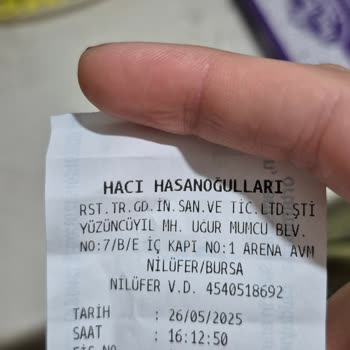 HACI HASANOĞULLARI
RST.TR.GD.İN.SAN.VE TİC.LTD.ŞTİ
YÜZÜNCÜYIL MH. UĞUR MUMCU BLV.
NO:7/B/E İÇ KAPI NO:1 ARENA AVM
NİLÜFER/BURSA
NİLÜFER V.D. 4540518692
TARİH : 26/05/2025
SAAT : 16:12:50